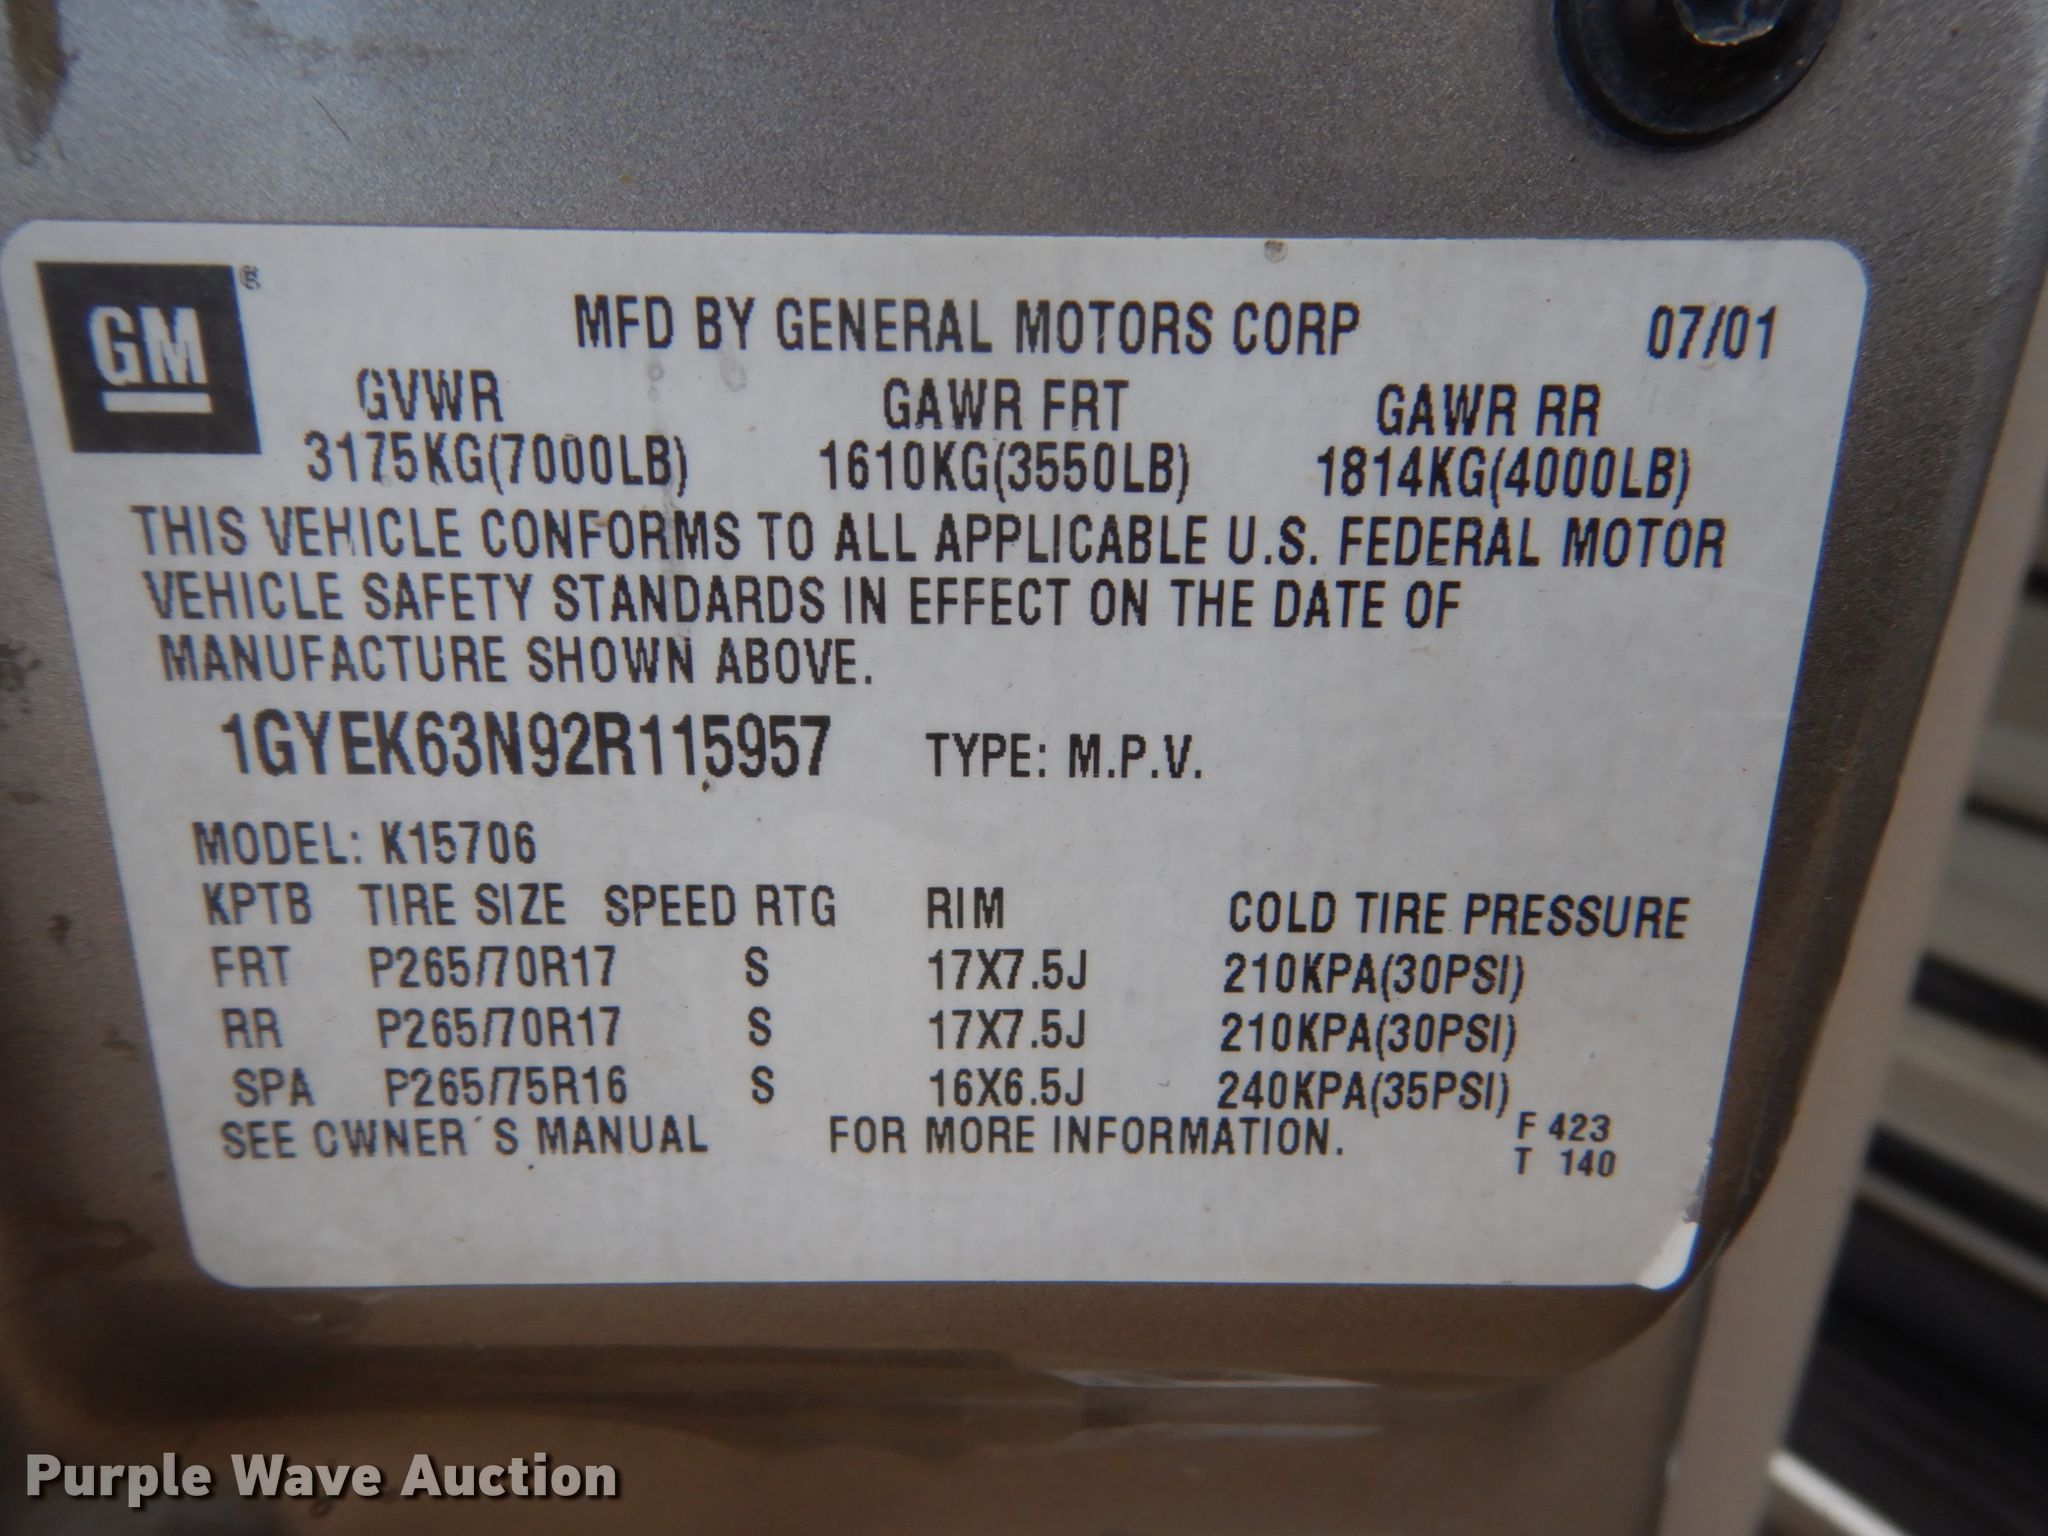 GM®
MFD BY GENERAL MOTORS CORP 07/01
GVWR GAWR FRT GAWR RR
3175KG(7000LB) 1610KG(3550LB) 1814KG(4000LB)
THIS VEHICLE CONFORMS TO ALL APPLICABLE U.S. FEDERAL MOTOR
VEHICLE SAFETY STANDARDS IN EFFECT ON THE DATE OF
MANUFACTURE SHOWN ABOVE.
1GYEK63N92R115957 TYPE: M.P.V.
MODEL: K15706
KPTB TIRE SIZE SPEED RTG RIM COLD TIRE PRESSURE
FRT P265/70R17 S 17X7.5J 210KPA(30PSI)
RR P265/70R17 S 17X7.5J 210KPA(30PSI)
SPA P265/75R16 S 16X6.5J 240KPA(35PSI)
SEE OWNER´S MANUAL FOR MORE INFORMATION.
F 423
T 140
Purple Wave Auction